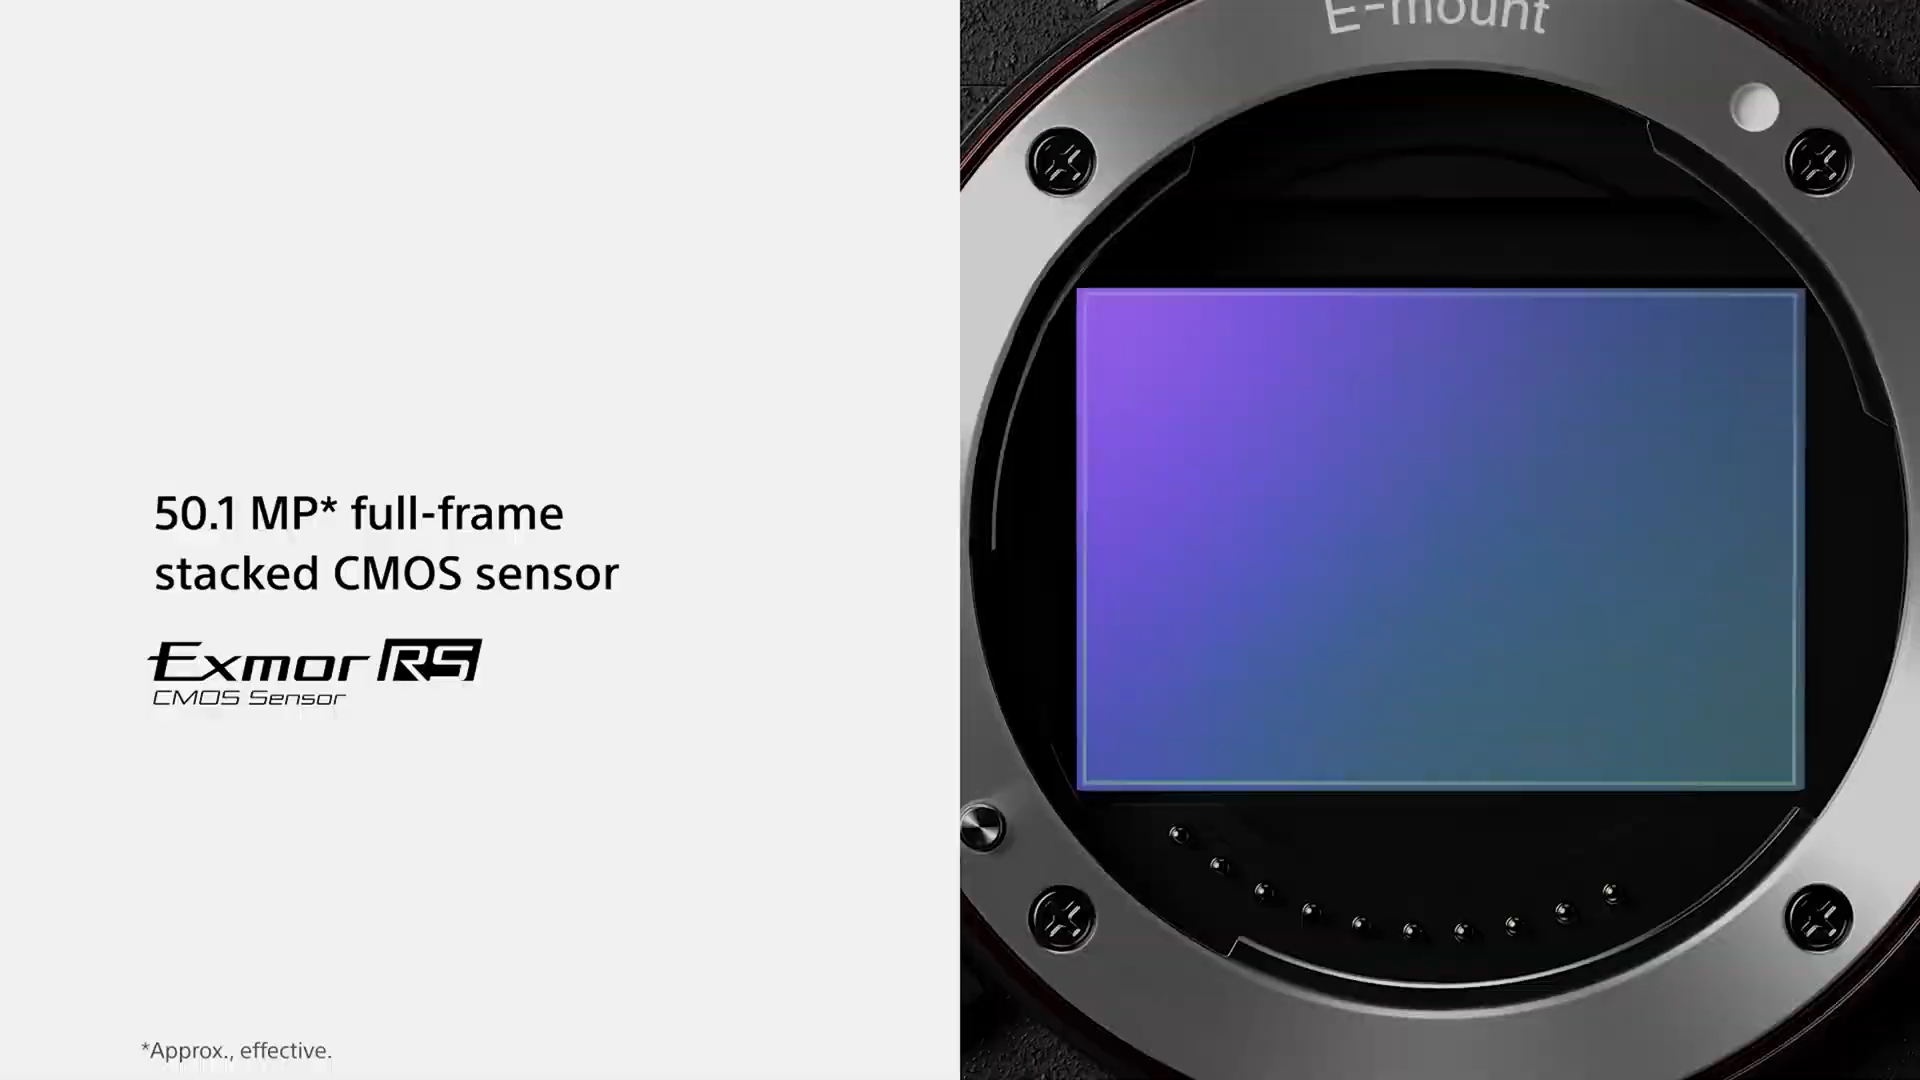 E-mount
50.1 MP* full-frame
stacked CMOS sensor
Exmor RS
CMOS Sensor
*Approx., effective.